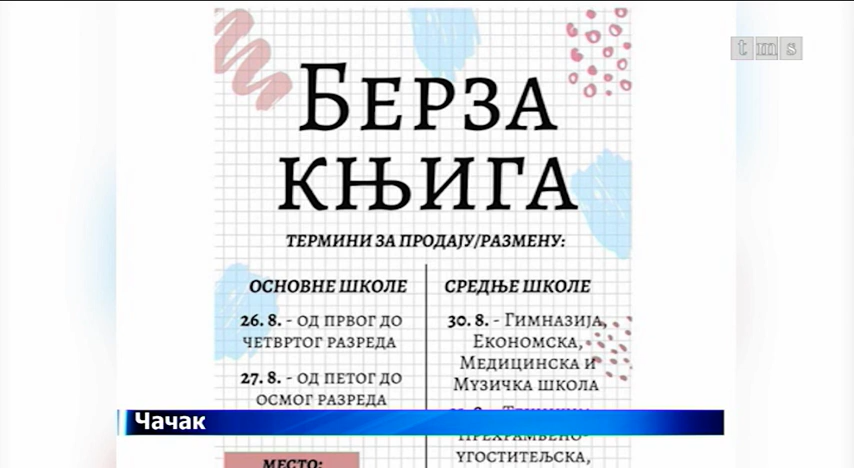 tms
БЕРЗА
КЊИГА
ТЕРМИНИ ЗА ПРОДАЈУ/РАЗМЕНУ:
ОСНОВНЕ ШКОЛЕ
26. 8. - ОД ПРВОГ ДО
ЧЕТВРТОГ РАЗРЕДА
27. 8. - ОД ПЕТОГ ДО
ОСМОГ РАЗРЕДА
СРЕДЊЕ ШКОЛЕ
30. 8. - ГИМНАЗИЈА,
ЕКОНОМСКА,
МЕДИЦИНСКА И
МУЗИЧКА ШКОЛА
ПРЕХРАМБЕНО-
УГОСТИТЕЉСКА,
Чачак
МЕСТО: